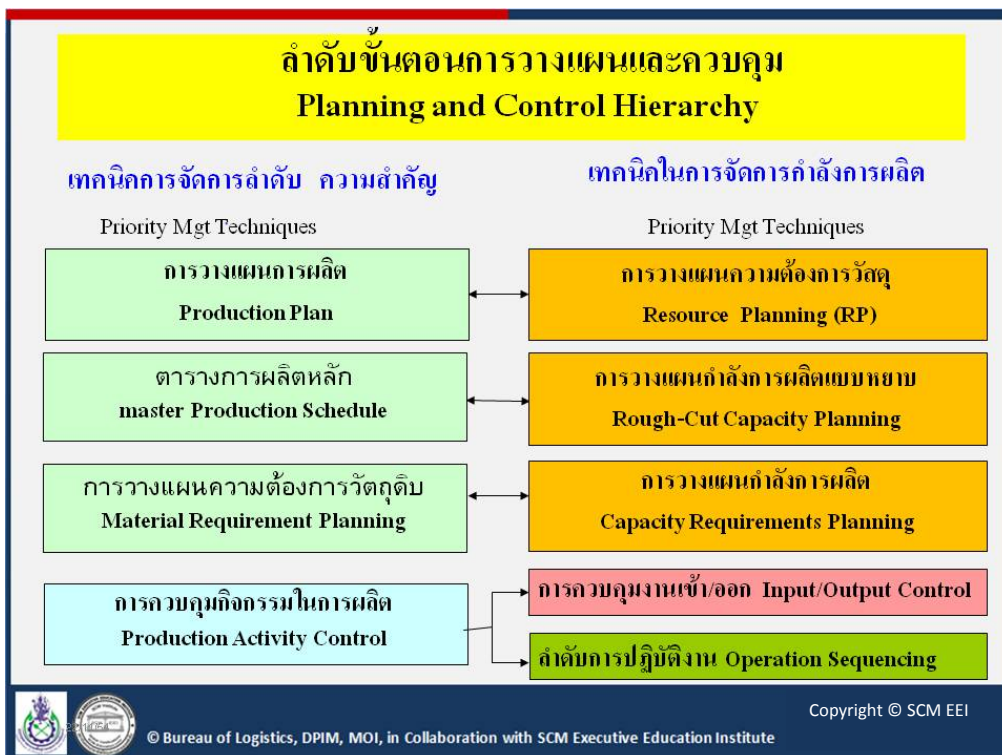 ลำดับขั้นตอนการวางแผนและควบคุม
Planning and Control Hierarchy
เทคนิคการจัดการลำดับ ความสำคัญ
Priority Mgt Techniques
การวางแผนการผลิต
Production Plan
ตารางการผลิตหลัก
master Production Schedule
การวางแผนความต้องการวัตถุดิบ
Material Requirement Planning
การควบคุมกิจกรรมในการผลิต
Production Activity Control
เทคนิคในการจัดการกำลังการผลิต
Priority Mgt Techniques
การวางแผนความต้องการวัสดุ
Resource Planning (RP)
การวางแผนกำลังการผลิตแบบหยาบ
Rough-Cut Capacity Planning
การวางแผนกำลังการผลิต
Capacity Requirements Planning
การควบคุมงานเข้า/ออก Input/Output Control
ลำดับการปฏิบัติงาน Operation Sequencing
Copyright © SCM EEI
© Bureau of Logistics, DPIM, MOI, in Collaboration with SCM Executive Education Institute